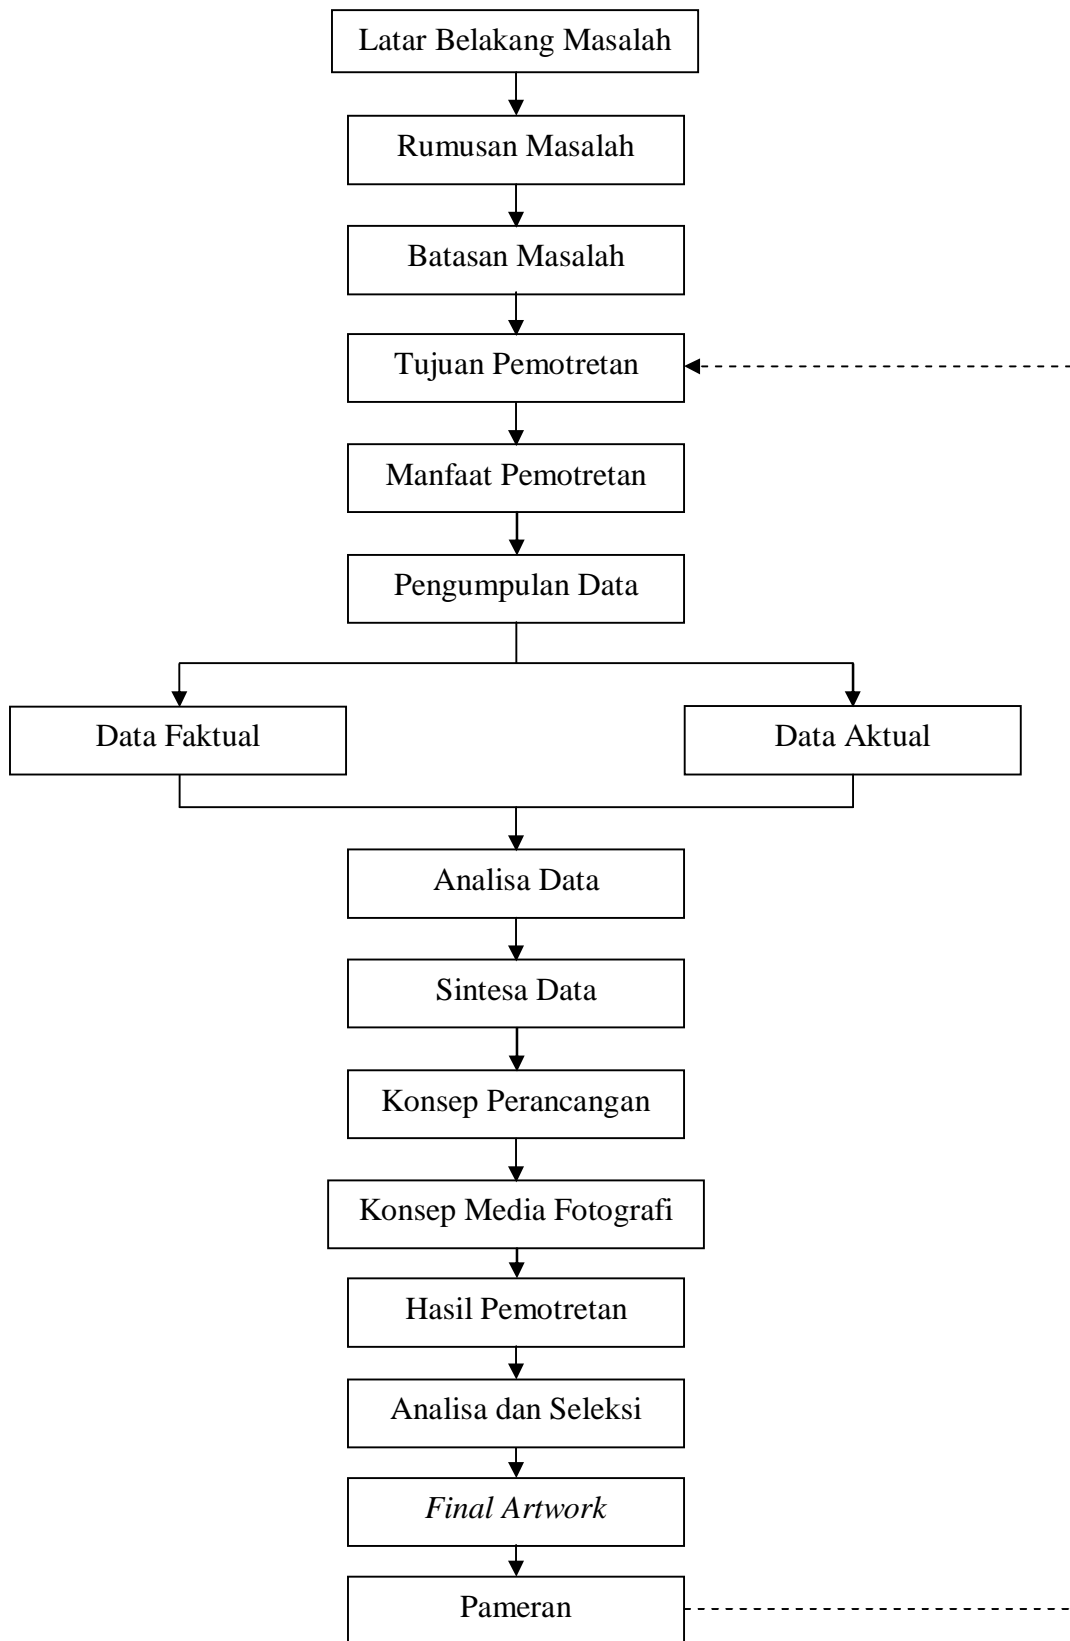 Latar Belakang Masalah
Rumusan Masalah
Batasan Masalah
Tujuan Pemotretan
Manfaat Pemotretan
Pengumpulan Data
Data Faktual
Data Aktual
Analisa Data
Sintesa Data
Konsep Perancangan
Konsep Media Fotografi
Hasil Pemotretan
Analisa dan Seleksi
Final Artwork
Pameran